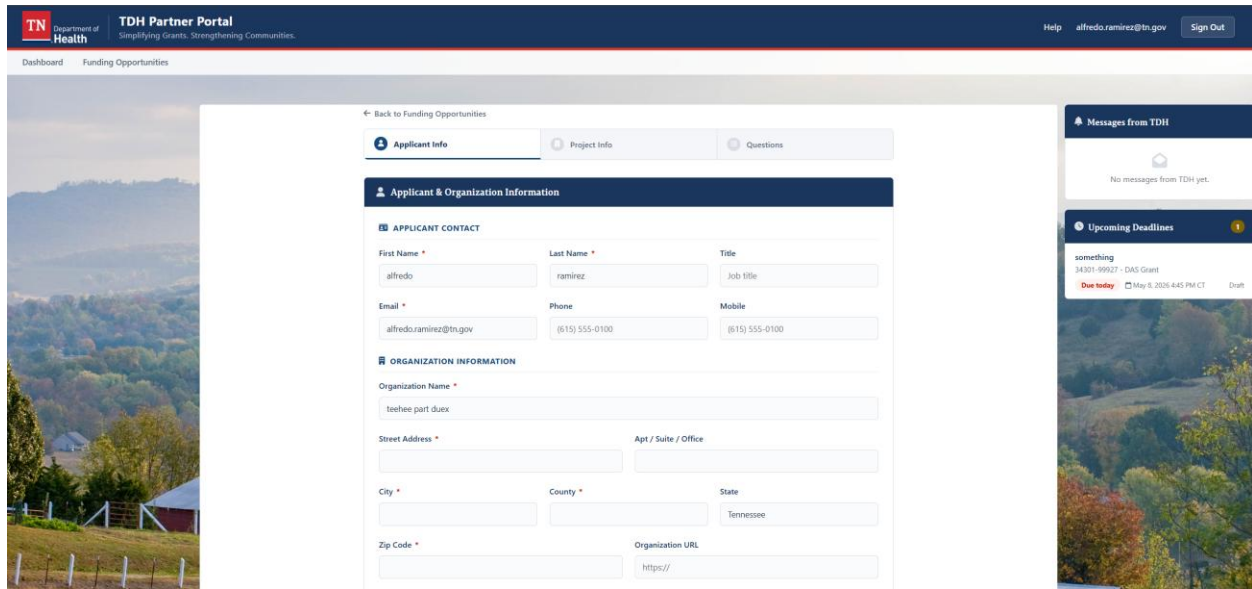 TN Department of Health
TDH Partner Portal
Simplifying Grants. Strengthening Communities.
Help alfredo.ramirez@tn.gov Sign Out
Dashboard Funding Opportunities
← Back to Funding Opportunities
Applicant Info Project Info Questions
Applicant & Organization Information
APPLICANT CONTACT
First Name * Last Name * Title
alfredo ramirez Job title
Email * Phone Mobile
alfredo.ramirez@tn.gov (615) 555-0100 (615) 555-0100
ORGANIZATION INFORMATION
Organization Name *
teehee part duex
Street Address * Apt / Suite / Office
City * County * State
Tennessee
Zip Code * Organization URL
https://
Messages from TDH
No messages from TDH yet.
Upcoming Deadlines 1
something
34301-99927 - DAS Grant
Due today May 8, 2026 4:45 PM CT Draft